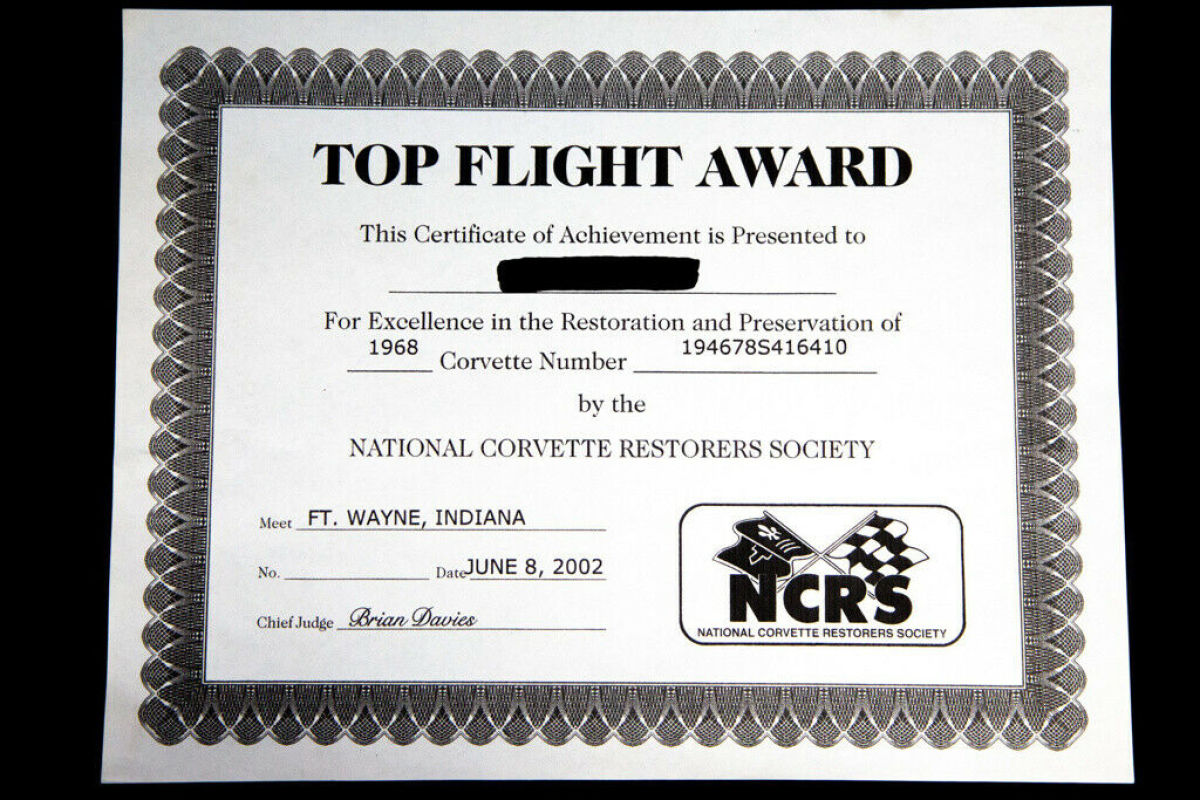 TOP FLIGHT AWARD
This Certificate of Achievement is Presented to
For Excellence in the Restoration and Preservation of
1968 Corvette Number 194678S416410
by the
NATIONAL CORVETTE RESTORERS SOCIETY
Meet FT. WAYNE, INDIANA
No. Date JUNE 8, 2002
Chief Judge Brian Davies
NCRS
NATIONAL CORVETTE RESTORERS SOCIETY